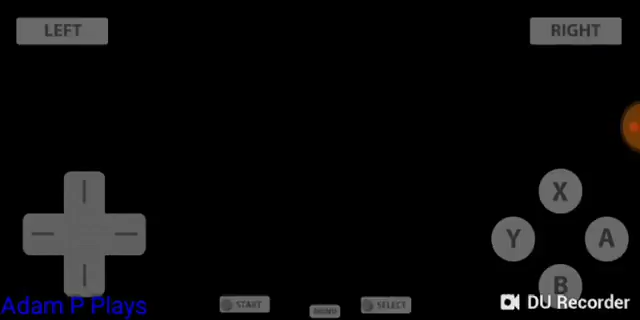 LEFT
RIGHT
X
Y
A
B
START
SELECT
Adam P Plays
DU Recorder